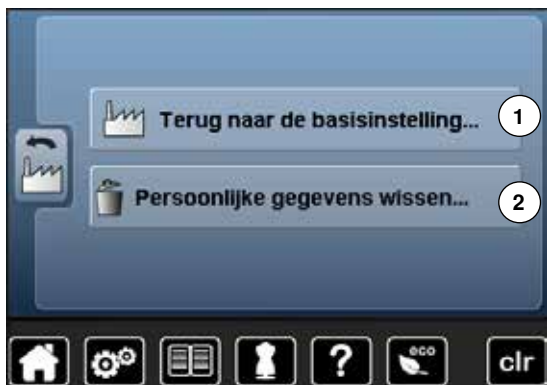 Terug naar de basisinstelling...
1
Persoonlijke gegevens wissen...
2
?
eco
clr